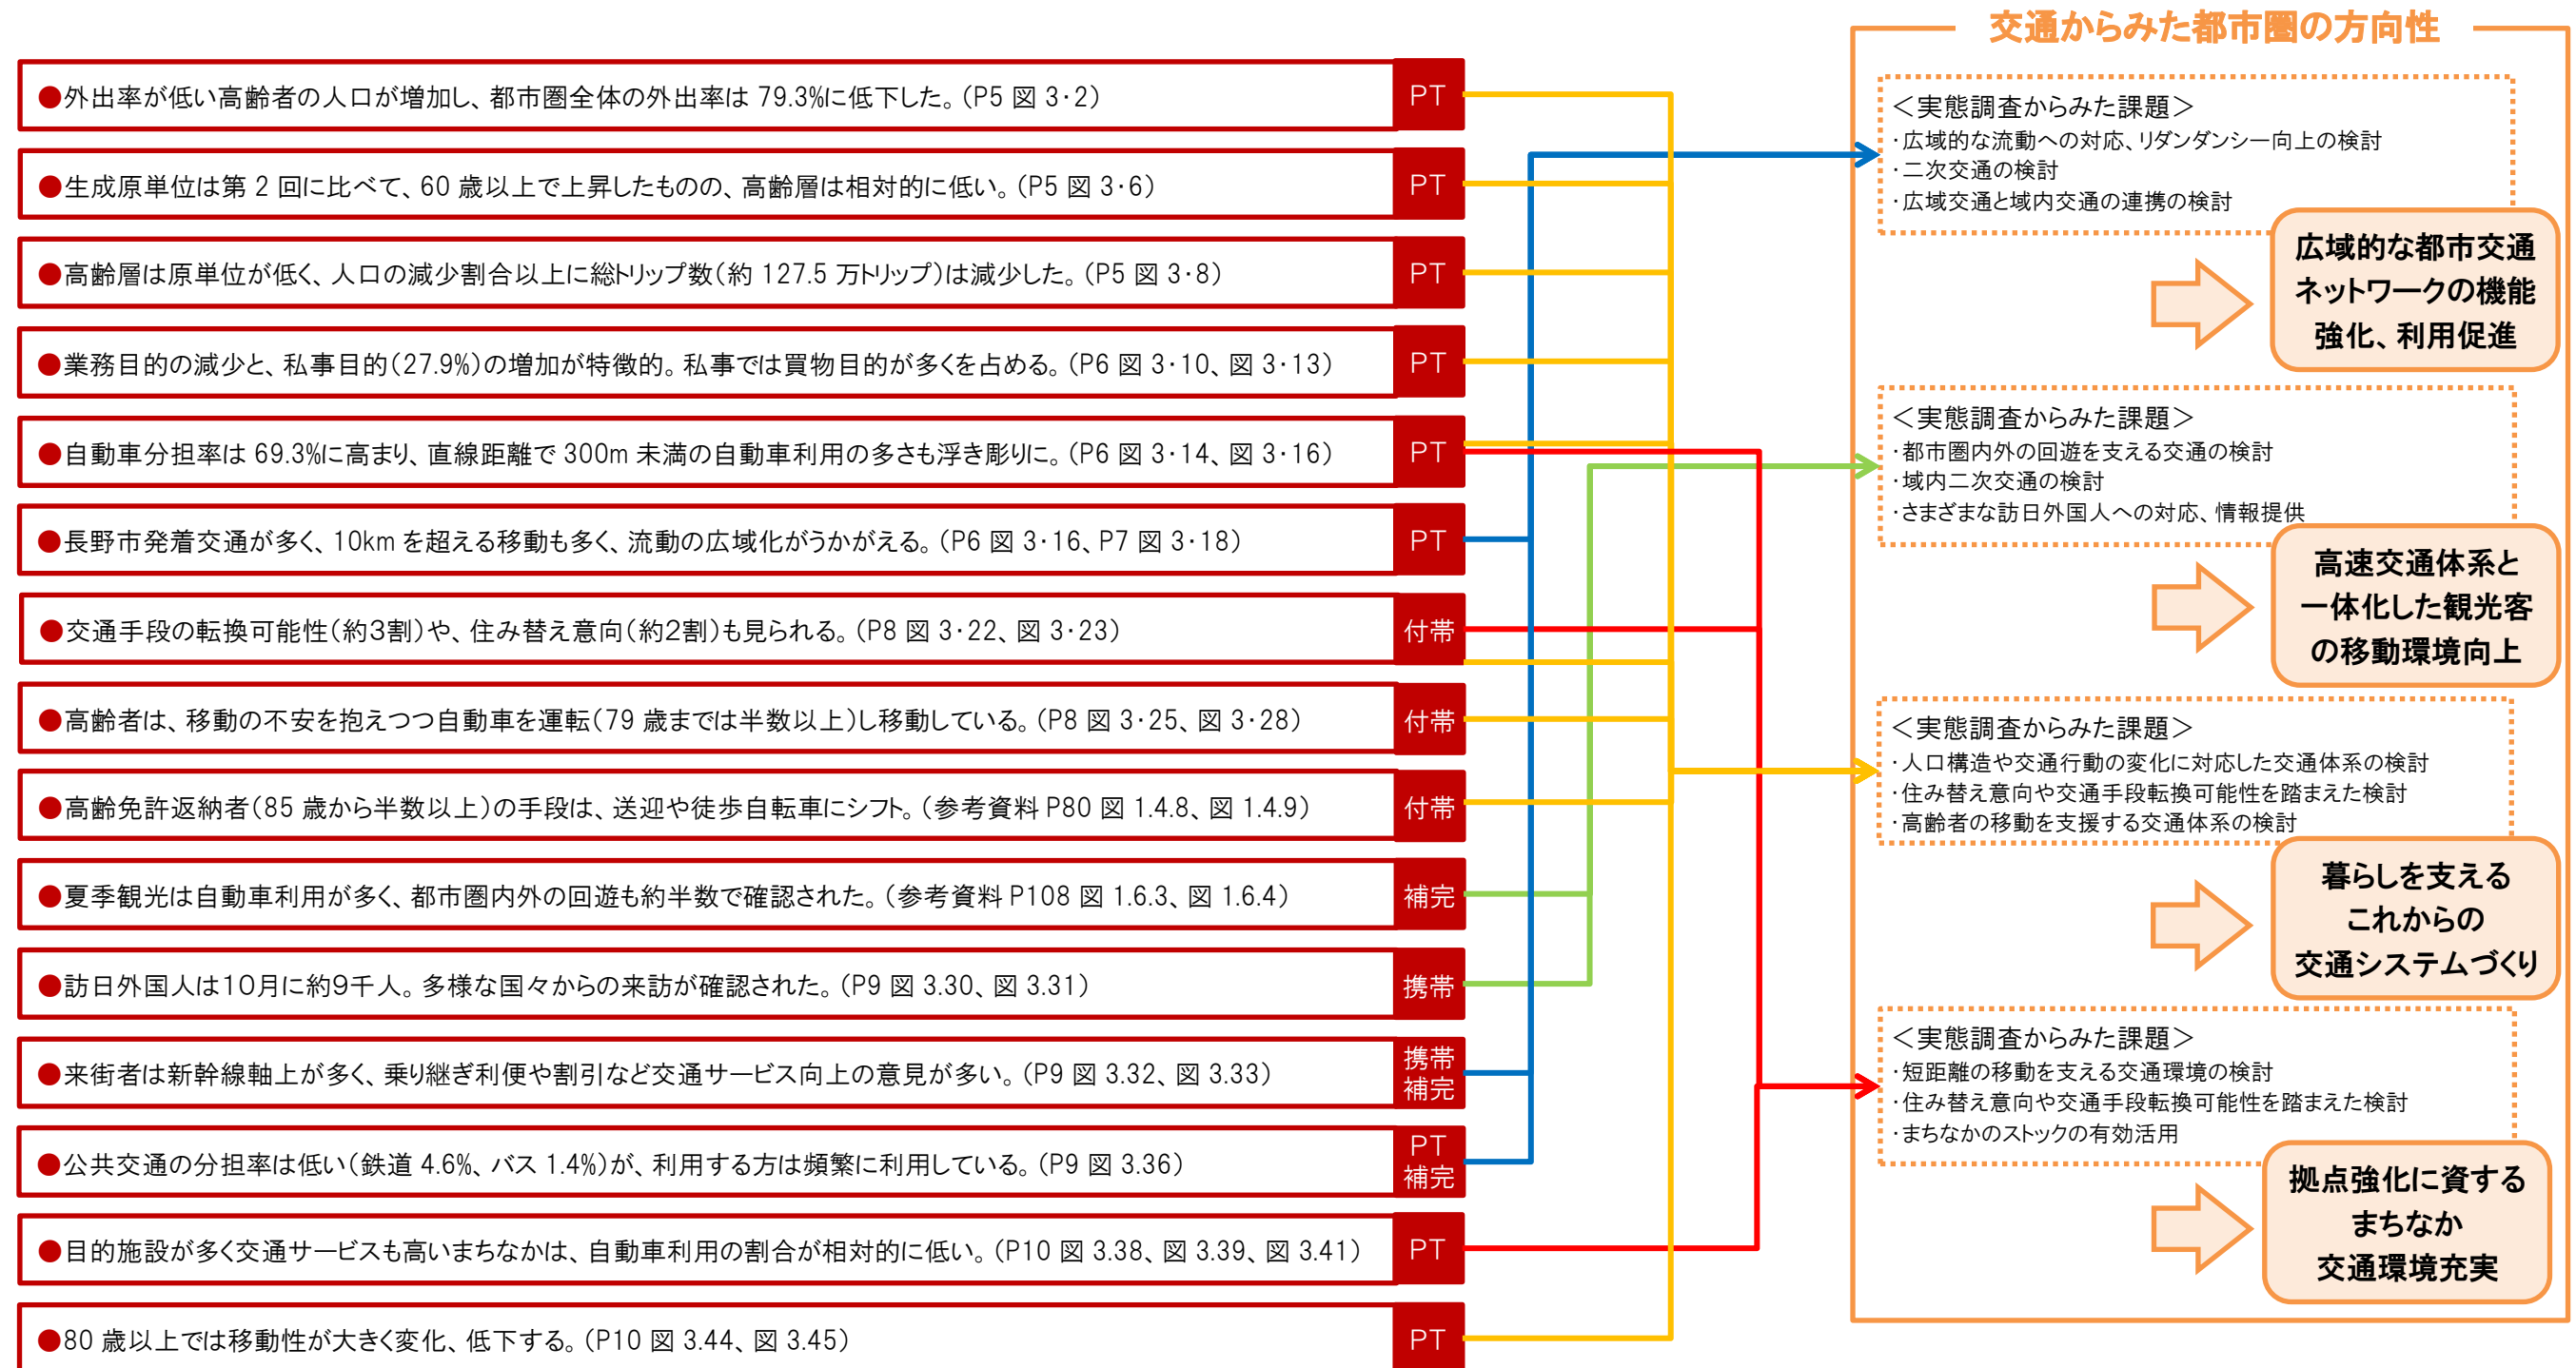 交通からみた都市圏の方向性
●外出率が低い高齢者の人口が増加し、都市圏全体の外出率は 79.3%に低下した。(P5 図 3・2)
PT
●生成原単位は第 2 回に比べて、60 歳以上で上昇したものの、高齢層は相対的に低い。(P5 図 3・6)
PT
●高齢層は原単位が低く、人口の減少割合以上に総トリップ数(約 127.5 万トリップ)は減少した。(P5 図 3・8)
PT
●業務目的の減少と、私事目的(27.9%)の増加が特徴的。私事では買物目的が多くを占める。(P6 図 3・10、図 3・13)
PT
●自動車分担率は 69.3%に高まり、直線距離で 300m 未満の自動車利用の多さも浮き彫りに。(P6 図 3・14、図 3・16)
PT
●長野市発着交通が多く、10km を超える移動も多く、流動の広域化がうかがえる。(P6 図 3・16、P7 図 3・18)
PT
●交通手段の転換可能性(約3割)や、住み替え意向(約2割)も見られる。(P8 図 3・22、図 3・23)
付帯
●高齢者は、移動の不安を抱えつつ自動車を運転(79 歳までは半数以上)し移動している。(P8 図 3・25、図 3・28)
付帯
●高齢免許返納者(85 歳から半数以上)の手段は、送迎や徒歩自転車にシフト。(参考資料 P80 図 1.4.8、図 1.4.9)
付帯
●夏季観光は自動車利用が多く、都市圏内外の回遊も約半数で確認された。(参考資料 P108 図 1.6.3、図 1.6.4)
補完
●訪日外国人は10月に約9千人。多様な国々からの来訪が確認された。(P9 図 3.30、図 3.31)
携帯
●来街者は新幹線軸上が多く、乗り継ぎ利便や割引など交通サービス向上の意見が多い。(P9 図 3.32、図 3.33)
携帯
補完
●公共交通の分担率は低い(鉄道 4.6%、バス 1.4%)が、利用する方は頻繁に利用している。(P9 図 3.36)
PT
補完
●目的施設が多く交通サービスも高いまちなかは、自動車利用の割合が相対的に低い。(P10 図 3.38、図 3.39、図 3.41)
PT
●80 歳以上では移動性が大きく変化、低下する。(P10 図 3.44、図 3.45)
PT
＜実態調査からみた課題＞
・広域的な流動への対応、リダンダンシー向上の検討
・二次交通の検討
・広域交通と域内交通の連携の検討
広域的な都市交通
ネットワークの機能
強化、利用促進
＜実態調査からみた課題＞
・都市圏内外の回遊を支える交通の検討
・域内二次交通の検討
・さまざまな訪日外国人への対応、情報提供
高速交通体系と
一体化した観光客
の移動環境向上
＜実態調査からみた課題＞
・人口構造や交通行動の変化に対応した交通体系の検討
・住み替え意向や交通手段転換可能性を踏まえた検討
・高齢者の移動を支援する交通体系の検討
暮らしを支える
これからの
交通システムづくり
＜実態調査からみた課題＞
・短距離の移動を支える交通環境の検討
・住み替え意向や交通手段転換可能性を踏まえた検討
・まちなかのストックの有効活用
拠点強化に資する
まちなか
交通環境充実